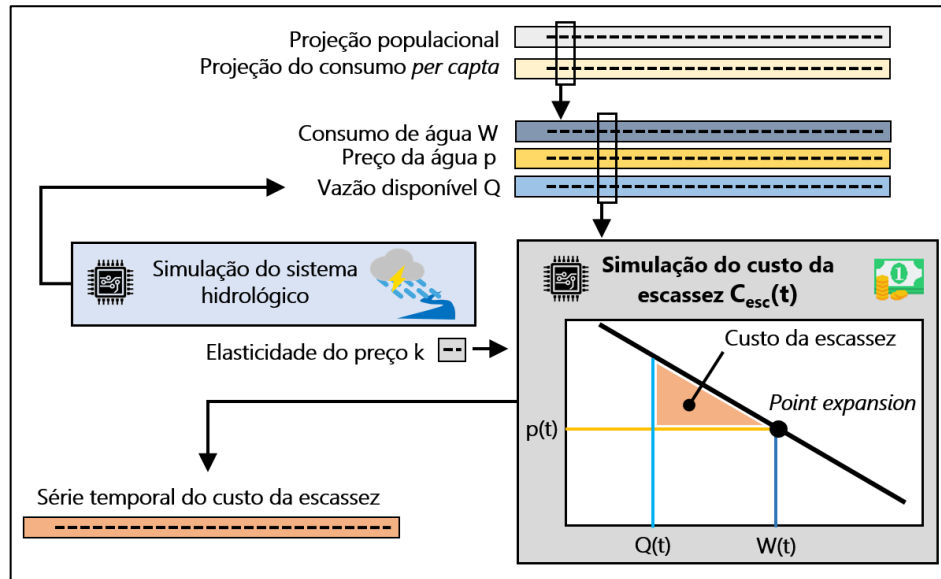 Projeção populacional
Projeção do consumo per capta
Consumo de água W
Preço da água p
Vazão disponível Q
Simulação do sistema
hidrológico
Simulação do custo da
escassez Cesc(t)
1
Elasticidade do preço k
Custo da escassez
Point expansion
p(t)
Q(t)
W(t)
Série temporal do custo da escassez